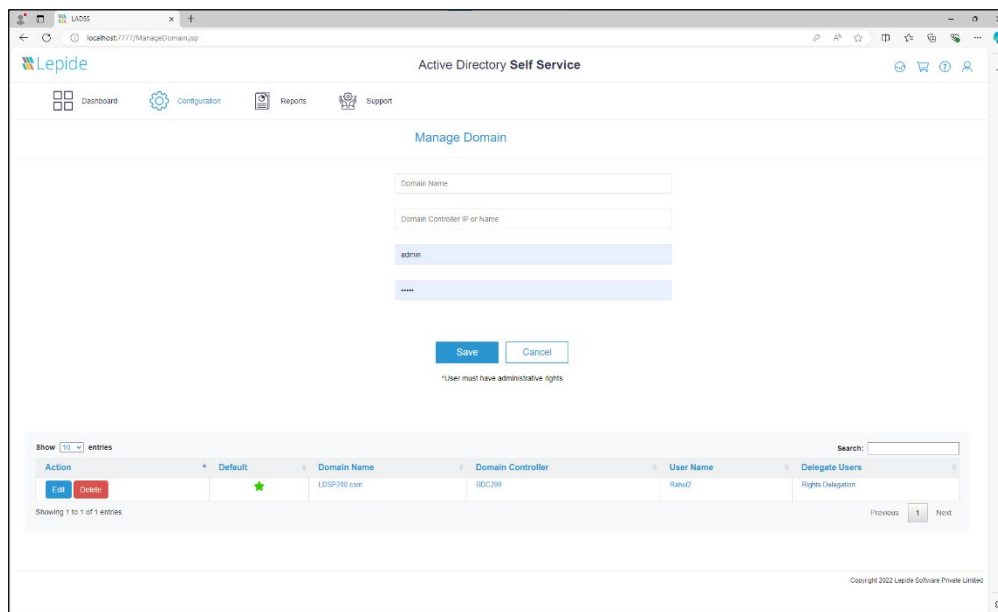 LADSS
localhost:7777/ManageDomain.jsp
Lepide
Active Directory Self Service
Dashboard
Configuration
Reports
Support
Manage Domain
Domain Name
Domain Controller IP or Name
admin
•••••
Save
Cancel
*User must have administrative rights
Show 10 entries
Search:
Action Default Domain Name Domain Controller User Name Delegate Users
Edit Delete LDSP200.com BDC200 Rahul2 Rights Delegation
Showing 1 to 1 of 1 entries
Previous 1 Next
Copyright 2022 Lepide Software Private Limited